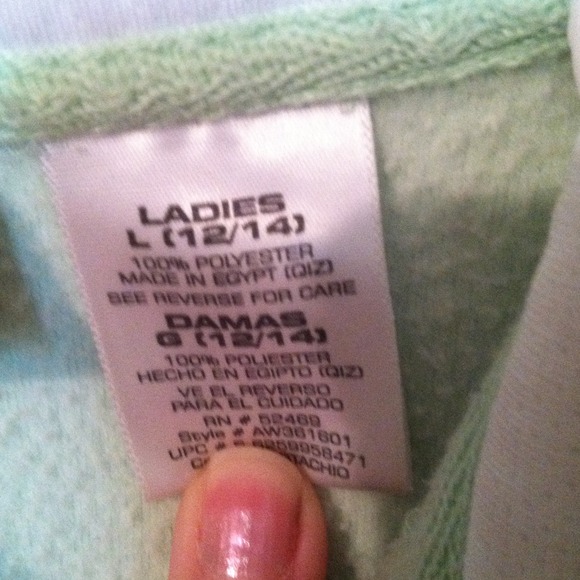 LADIES
L (12/14)
100% POLYESTER
MADE IN EGYPT (QIZ)
SEE REVERSE FOR CARE
DAMAS
G (12/14)
100% POLIESTER
HECHO EN EGIPTO (QIZ)
VE EL REVERSO
PARA EL CUIDADO
RN # 52469
Style # AW361601
UPC #